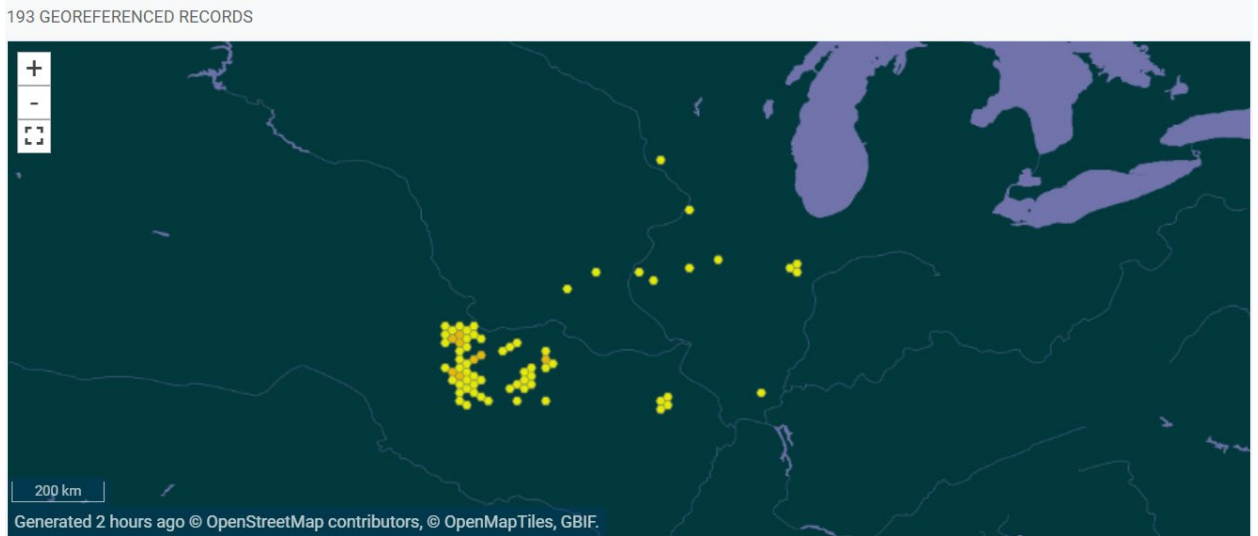 193 GEOREFERENCED RECORDS
+
-
200 km
Generated 2 hours ago © OpenStreetMap contributors, © OpenMapTiles, GBIF.